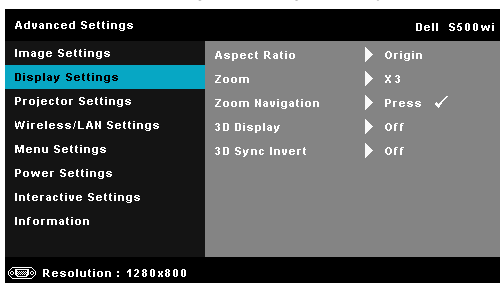 Advanced Settings Dell S500wi
Image Settings
Display Settings
Projector Settings
Wireless/LAN Settings
Menu Settings
Power Settings
Interactive Settings
Information
Aspect Ratio Origin
Zoom X3
Zoom Navigation Press
3D Display Off
3D Sync Invert Off
Resolution : 1280x800